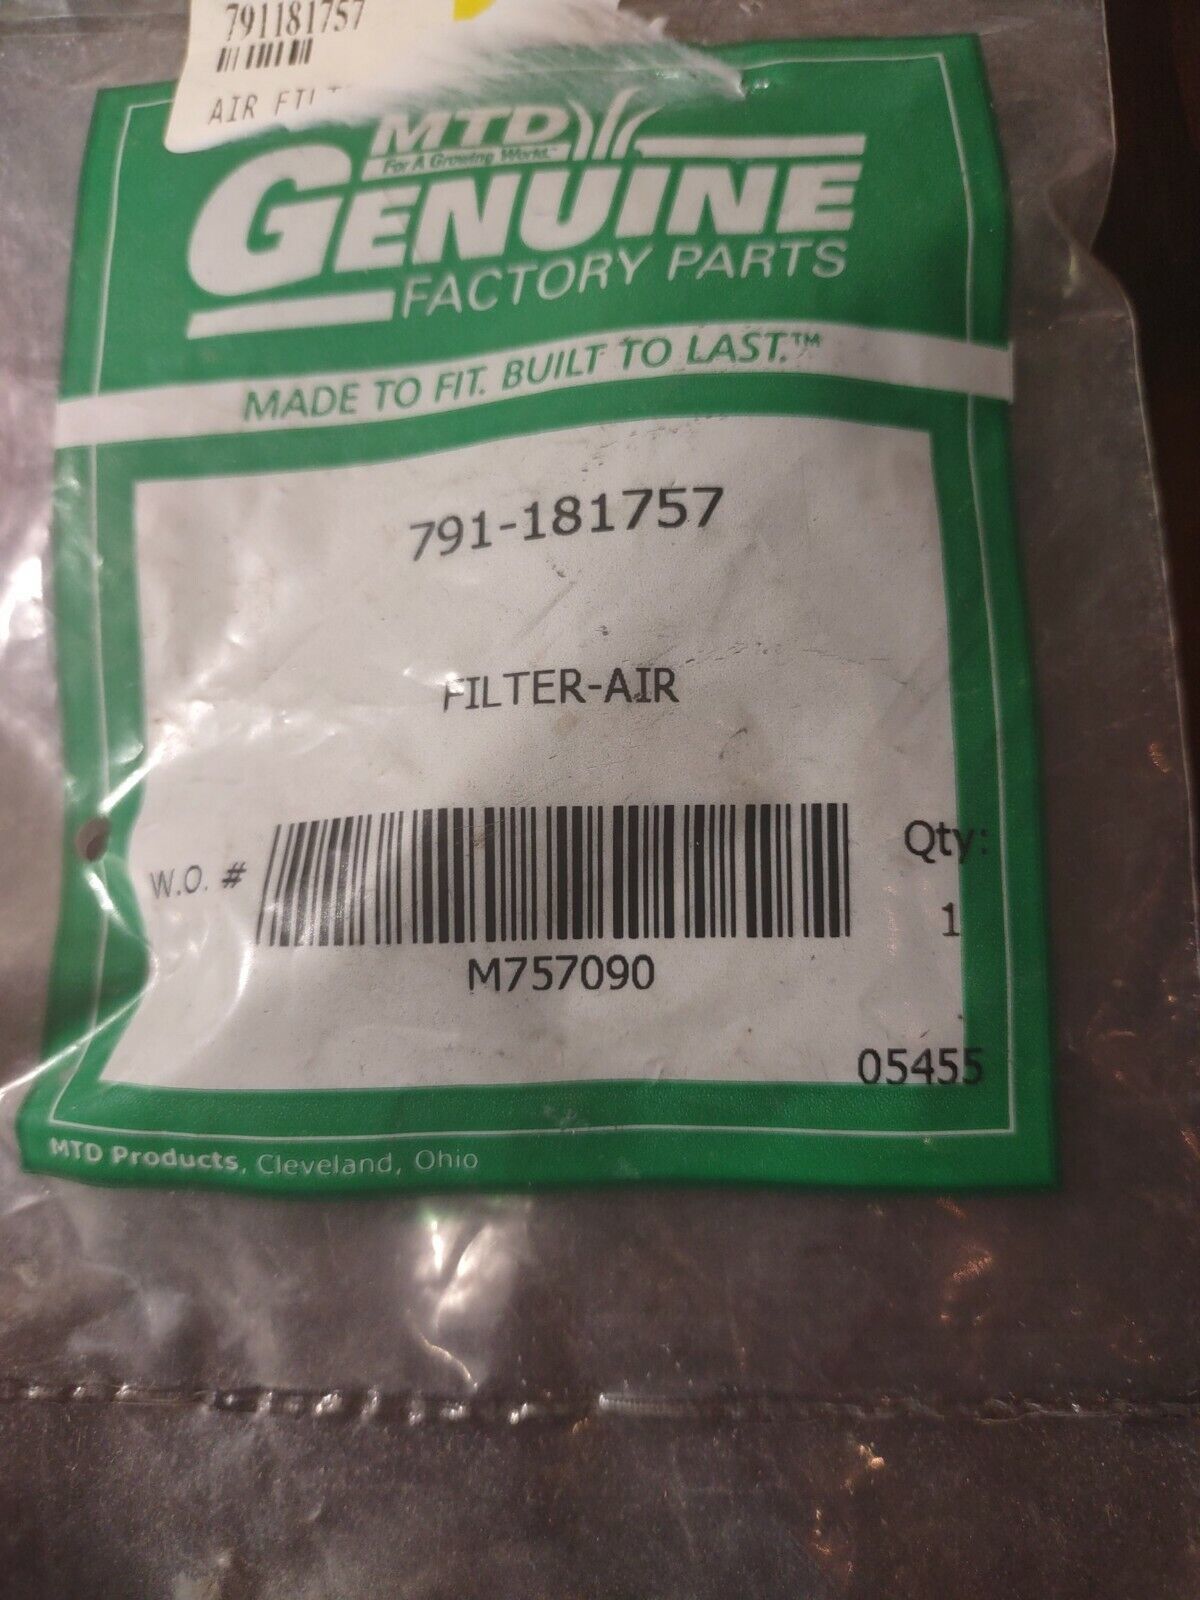 791181757
AIR
MTD
For A Growing World.™
GENUINE
FACTORY PARTS
MADE TO FIT. BUILT TO LAST.™
791-181757
FILTER-AIR
W.O. #
Qty:
1
M757090
05455
MTD Products, Cleveland, Ohio